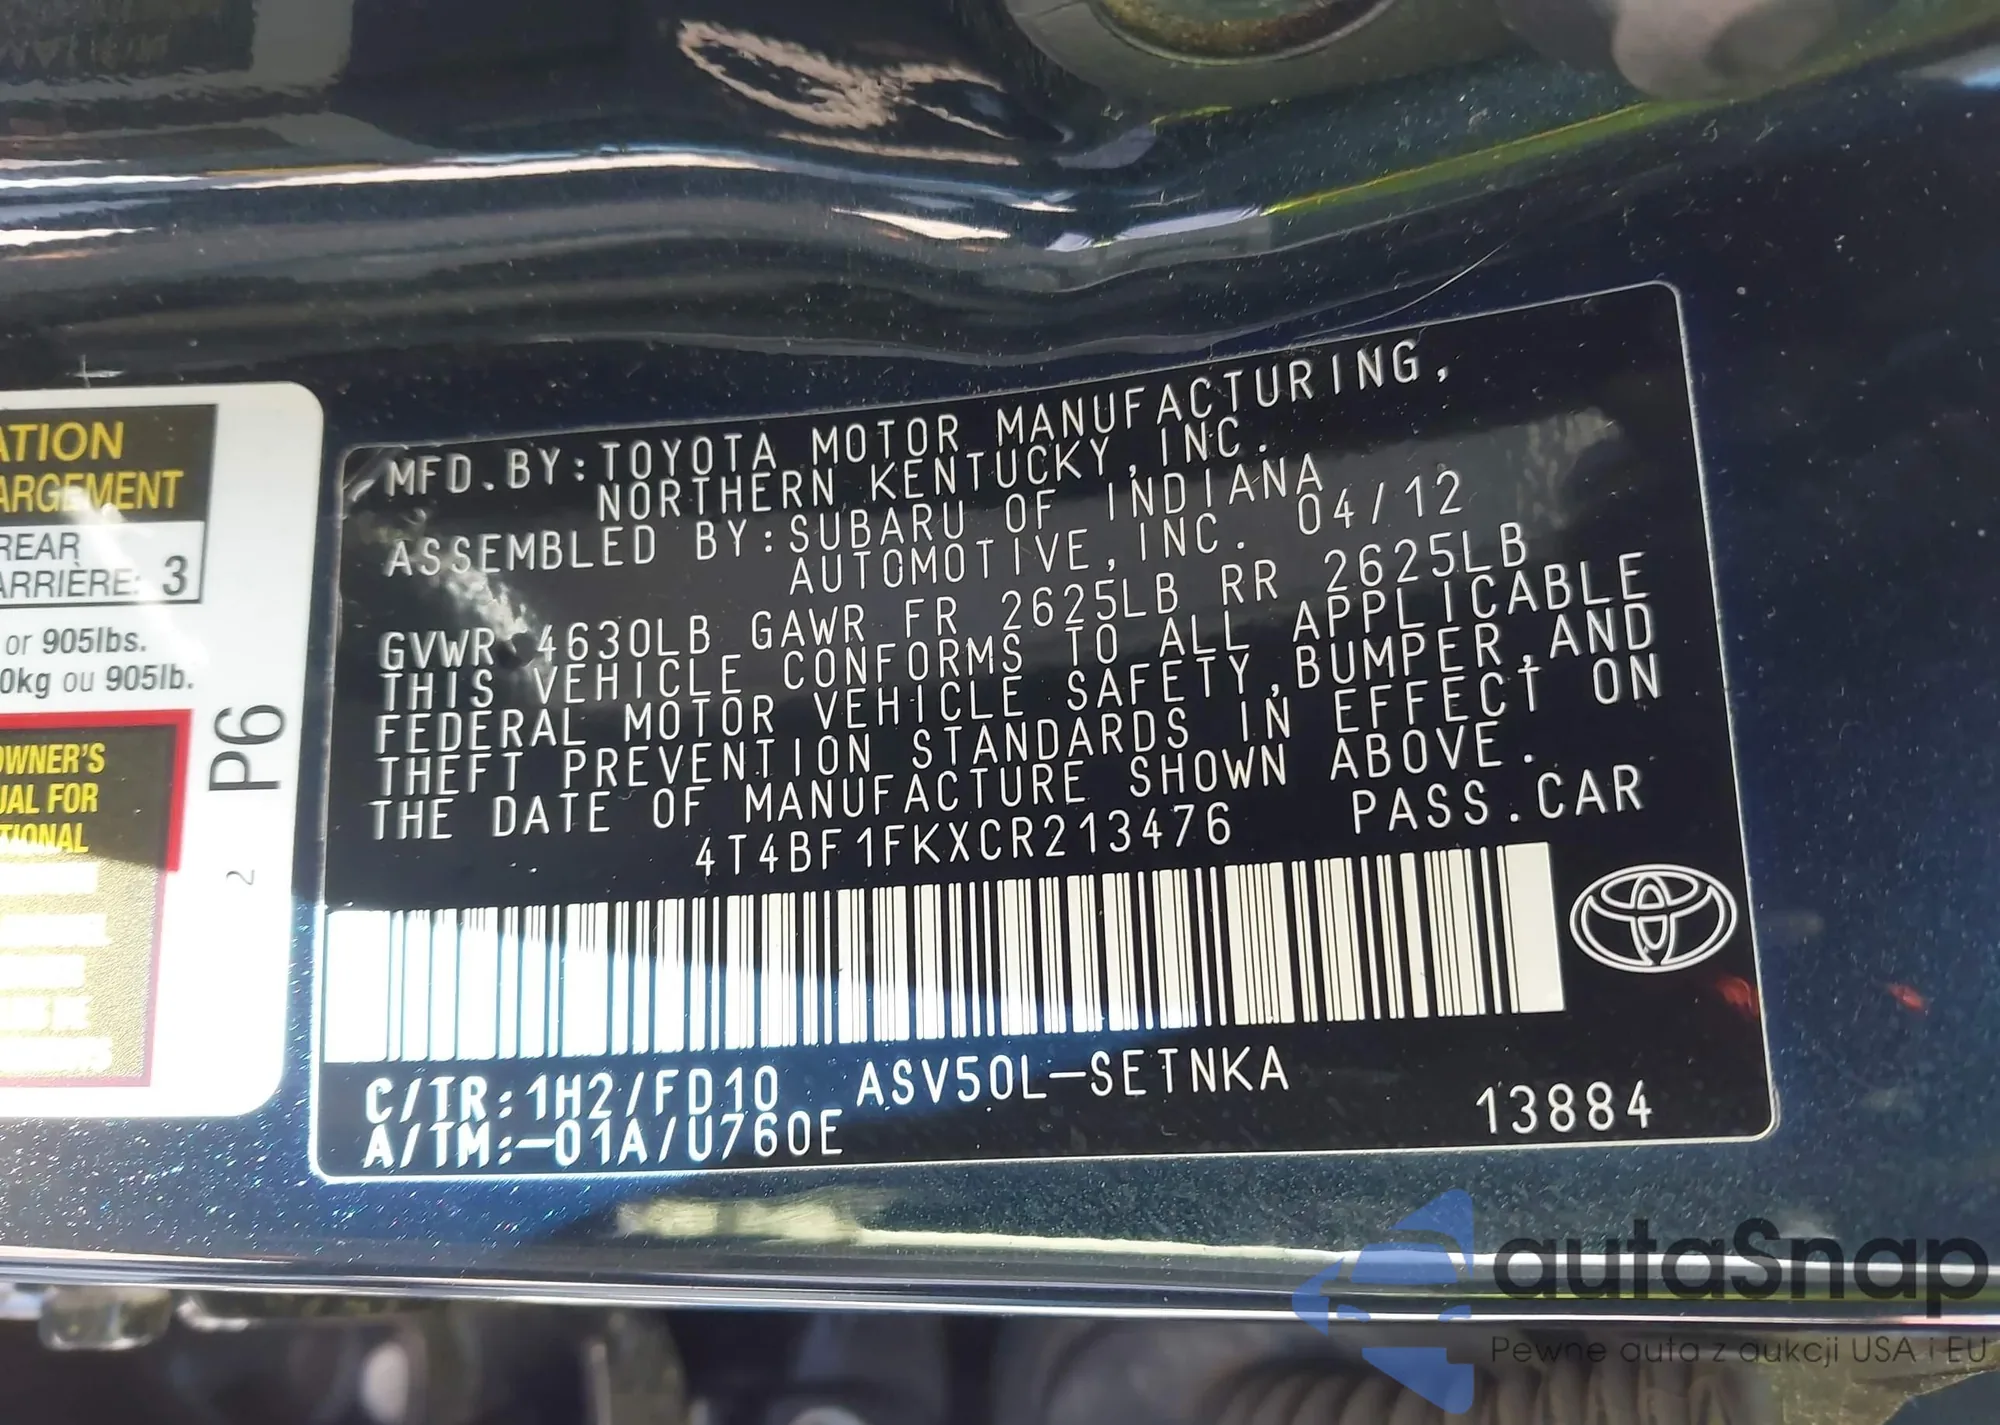 ATION
ARGEMENT
REAR
ARRIÈRE: 3
or 905lbs.
0kg ou 905lb.
OWNER'S
UAL FOR
TIONAL
P6
2
MFD.BY:TOYOTA MOTOR MANUFACTURING,
NORTHERN KENTUCKY,INC.
ASSEMBLED BY:SUBARU OF INDIANA
AUTOMOTIVE,INC. 04/12
GVWR 4630LB GAWR FR 2625LB RR 2625LB
THIS VEHICLE CONFORMS TO ALL APPLICABLE
FEDERAL MOTOR VEHICLE SAFETY,BUMPER,AND
THEFT PREVENTION STANDARDS IN EFFECT ON
THE DATE OF MANUFACTURE SHOWN ABOVE.
4T4BF1FKXCR213476 PASS.CAR
C/TR:1H2/FD10 ASV50L-SETNKA
A/TM:-01A/U760E 13884
autaSnap
Pewne auta z aukcji USA i EU